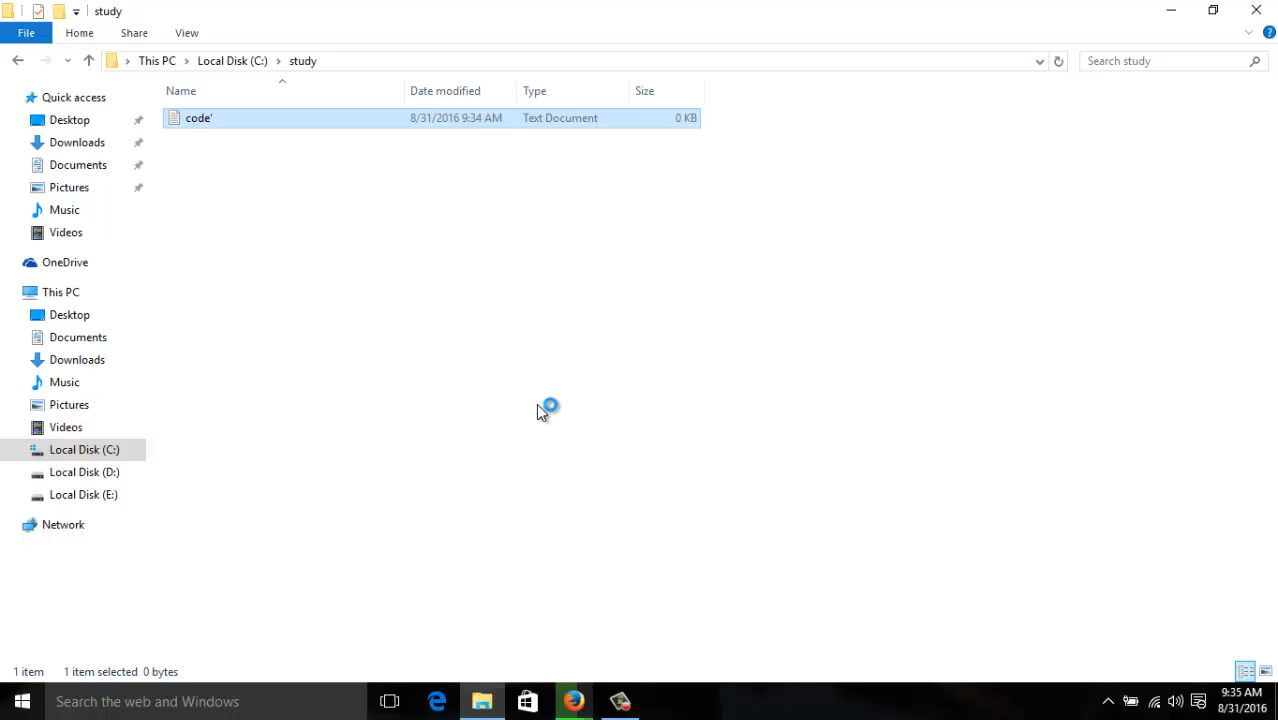 study
File Home Share View
This PC Local Disk (C:) study Search study
Name Date modified Type Size
code' 8/31/2016 9:34 AM Text Document 0 KB
Quick access
Desktop
Downloads
Documents
Pictures
Music
Videos
OneDrive
This PC
Desktop
Documents
Downloads
Music
Pictures
Videos
Local Disk (C:)
Local Disk (D:)
Local Disk (E:)
Network
1 item 1 item selected 0 bytes
Search the web and Windows
9:35 AM
8/31/2016